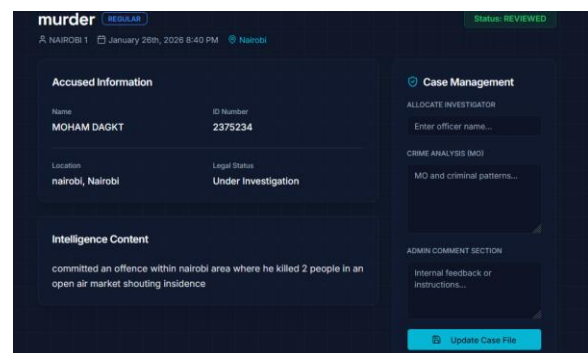 murder REGULAR
Status: REVIEWED
NAIROBI 1 January 26th, 2026 8:40 PM Nairobi
Accused Information
Name
MOHAM DAGKT
ID Number
2375234
Location
nairobi, Nairobi
Legal Status
Under Investigation
Intelligence Content
committed an offence within nairobi area where he killed 2 people in an
open air market shouting insidence
Case Management
ALLOCATE INVESTIGATOR
Enter officer name...
CRIME ANALYSIS (MO)
MO and criminal patterns...
ADMIN COMMENT SECTION
Internal feedback or
instructions...
Update Case File